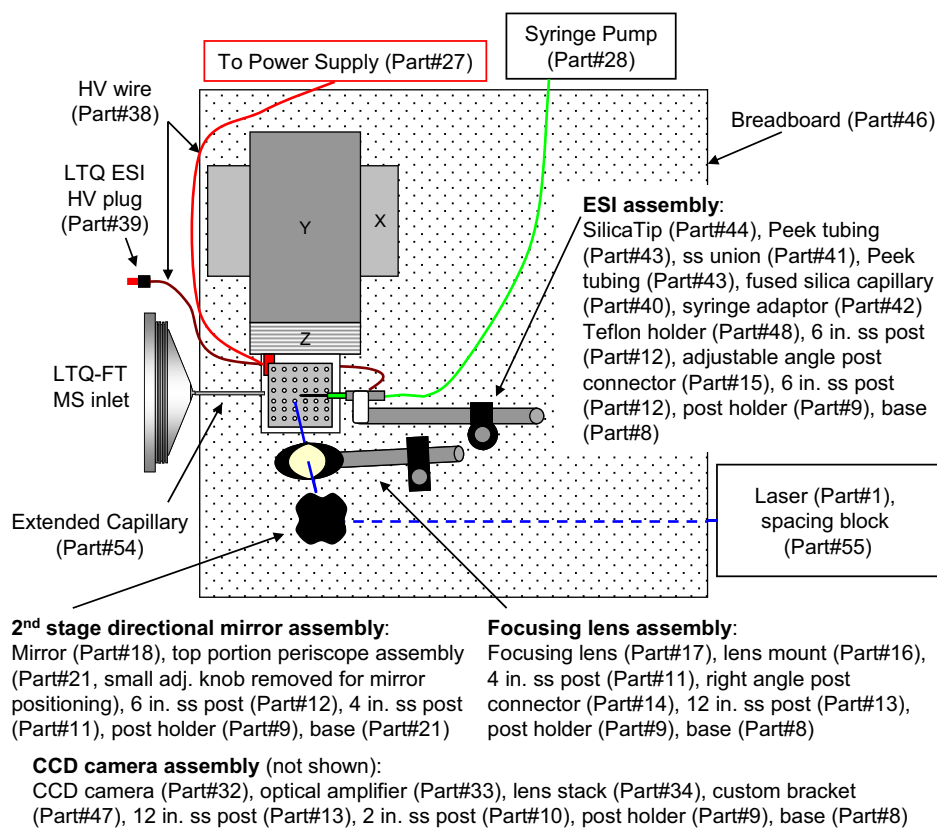 To Power Supply (Part#27)
Syringe Pump
(Part#28)
HV wire
(Part#38)
Breadboard (Part#46)
LTQ ESI
HV plug
(Part#39)
Y
X
Z
ESI assembly:
SilicaTip (Part#44), Peek tubing
(Part#43), ss union (Part#41), Peek
tubing (Part#43), fused silica capillary
(Part#40), syringe adaptor (Part#42)
Teflon holder (Part#48), 6 in. ss post
(Part#12), adjustable angle post
connector (Part#15), 6 in. ss post
(Part#12), post holder (Part#9), base
(Part#8)
LTQ-FT
MS inlet
Extended Capillary
(Part#54)
Laser (Part#1),
spacing block
(Part#55)
2nd stage directional mirror assembly:
Mirror (Part#18), top portion periscope assembly
(Part#21, small adj. knob removed for mirror
positioning), 6 in. ss post (Part#12), 4 in. ss post
(Part#11), post holder (Part#9), base (Part#21)
Focusing lens assembly:
Focusing lens (Part#17), lens mount (Part#16),
4 in. ss post (Part#11), right angle post
connector (Part#14), 12 in. ss post (Part#13),
post holder (Part#9), base (Part#8)
CCD camera assembly (not shown):
CCD camera (Part#32), optical amplifier (Part#33), lens stack (Part#34), custom bracket
(Part#47), 12 in. ss post (Part#13), 2 in. ss post (Part#10), post holder (Part#9), base (Part#8)